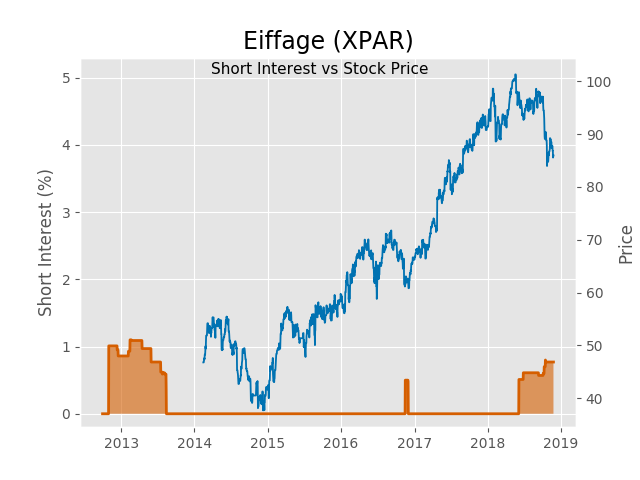 Eiffage (XPAR)
Short Interest vs Stock Price
Short Interest (%)
5
4
3
2
1
0
100
90
80
70
60
50
40
Price
2013 2014 2015 2016 2017 2018 2019